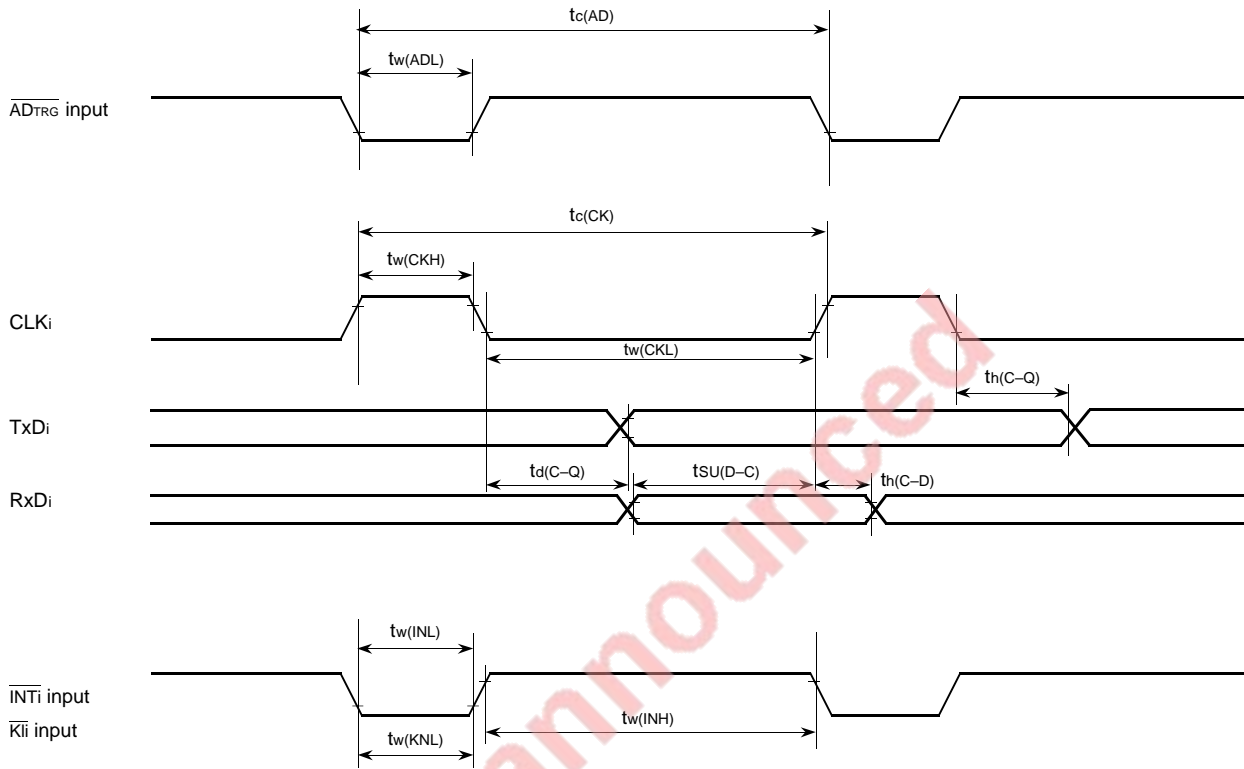 tc(AD)
tw(ADL)
ADTRG input
tc(CK)
tw(CKH)
CLKi
tw(CKL)
th(C–Q)
TxDi
td(C–Q)
tSU(D–C)
th(C–D)
RxDi
tw(INL)
INTi input
KIi input
tw(INH)
tw(KNL)
announced